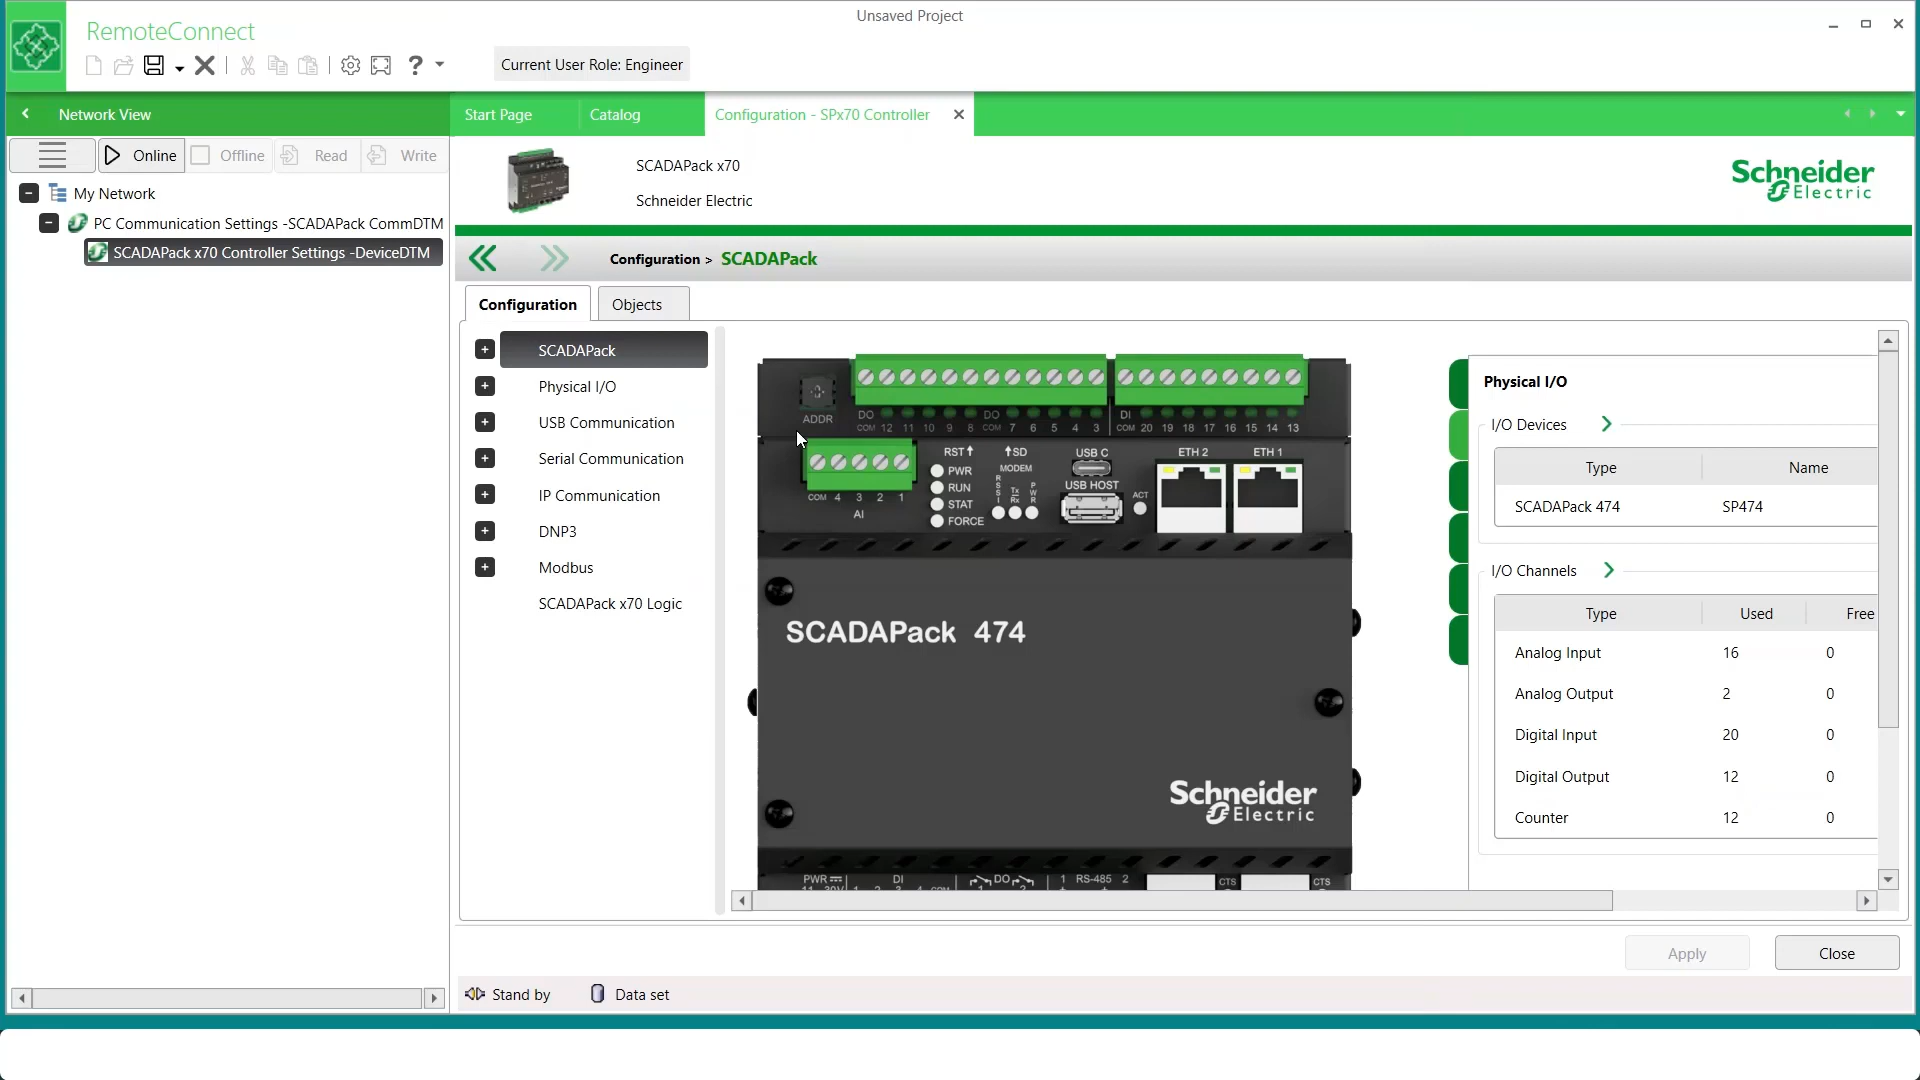 Unsaved Project
RemoteConnect
Current User Role: Engineer
Network View
Start Page
Catalog
Configuration - SPx70 Controller
Online
Offline
Read
Write
My Network
PC Communication Settings -SCADAPack CommDTM
SCADAPack x70 Controller Settings -DeviceDTM
SCADAPack x70
Schneider Electric
Schneider
Electric
Configuration > SCADAPack
Configuration
Objects
SCADAPack
Physical I/O
USB Communication
Serial Communication
IP Communication
DNP3
Modbus
SCADAPack x70 Logic
ADDR
DO DO DI
COM 12 11 10 9 8 COM 7 6 5 4 3 COM 20 19 18 17 16 15 14 13
COM 4 3 2 1
AI
RST
PWR
RUN
STAT
FORCE
SD
MODEM
RSSI
Tx
Rx
PWR
USB C
USB HOST
ACT
ETH 2
ETH 1
SCADAPack 474
Schneider
Electric
PWR DI DO 1 RS-485 2 CTS CTS
Physical I/O
I/O Devices
Type Name
SCADAPack 474 SP474
I/O Channels
Type Used Free
Analog Input 16 0
Analog Output 2 0
Digital Input 20 0
Digital Output 12 0
Counter 12 0
Apply
Close
Stand by
Data set